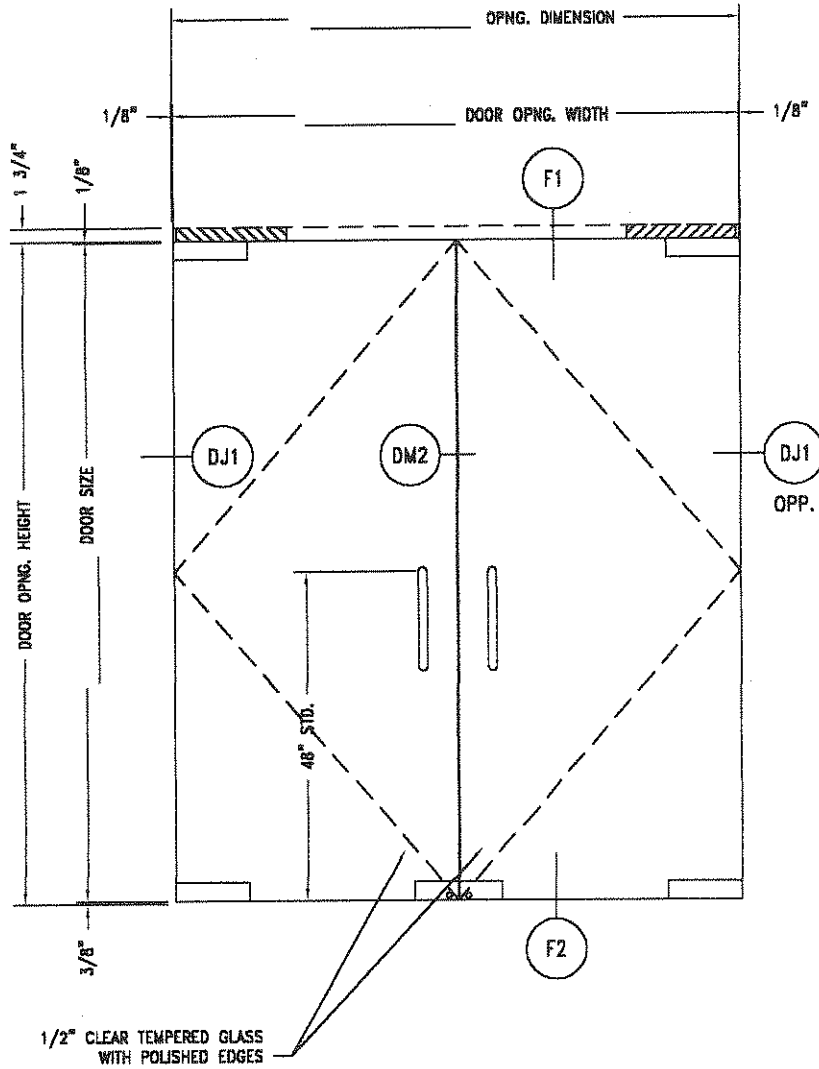 OPNG. DIMENSION
1/8"
DOOR OPNG. WIDTH
1/8"
1 3/4"
1/8"
F1
DJ1
DM2
DJ1
OPP.
DOOR OPNG. HEIGHT
DOOR SIZE
48" STD.
3/8"
F2
1/2" CLEAR TEMPERED GLASS
WITH POLISHED EDGES